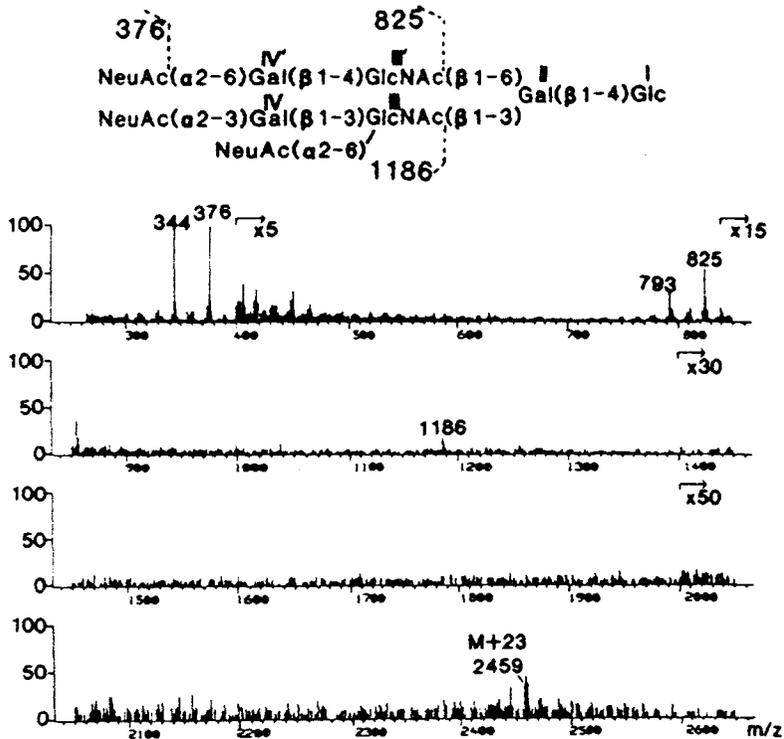 376 825
IV' III'
NeuAc(α2-6)Gal(β1-4)GlcNAc(β1-6) II I
Gal(β1-4)Glc
IV III
NeuAc(α2-3)Gal(β1-3)GlcNAc(β1-3)
NeuAc(α2-6)
1186
100 344 376 x5 x15
50 793 825
0
300 400 500 600 700 800
100 x30
50 1186
0
900 1000 1100 1200 1300 1400
100 x50
50
0
1500 1600 1700 1800 1900 2000
100
50 M+23
2459
0
2100 2200 2300 2400 2500 2600 m/z